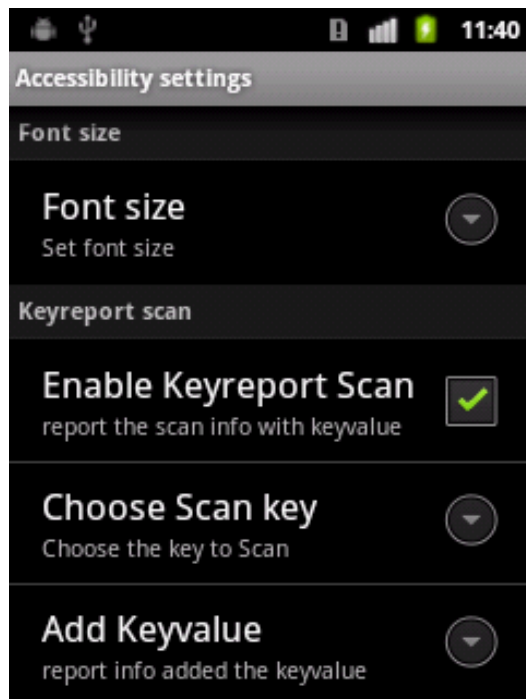 11:40
Accessibility settings
Font size
Font size
Set font size
Keyreport scan
Enable Keyreport Scan
report the scan info with keyvalue
Choose Scan key
Choose the key to Scan
Add Keyvalue
report info added the keyvalue